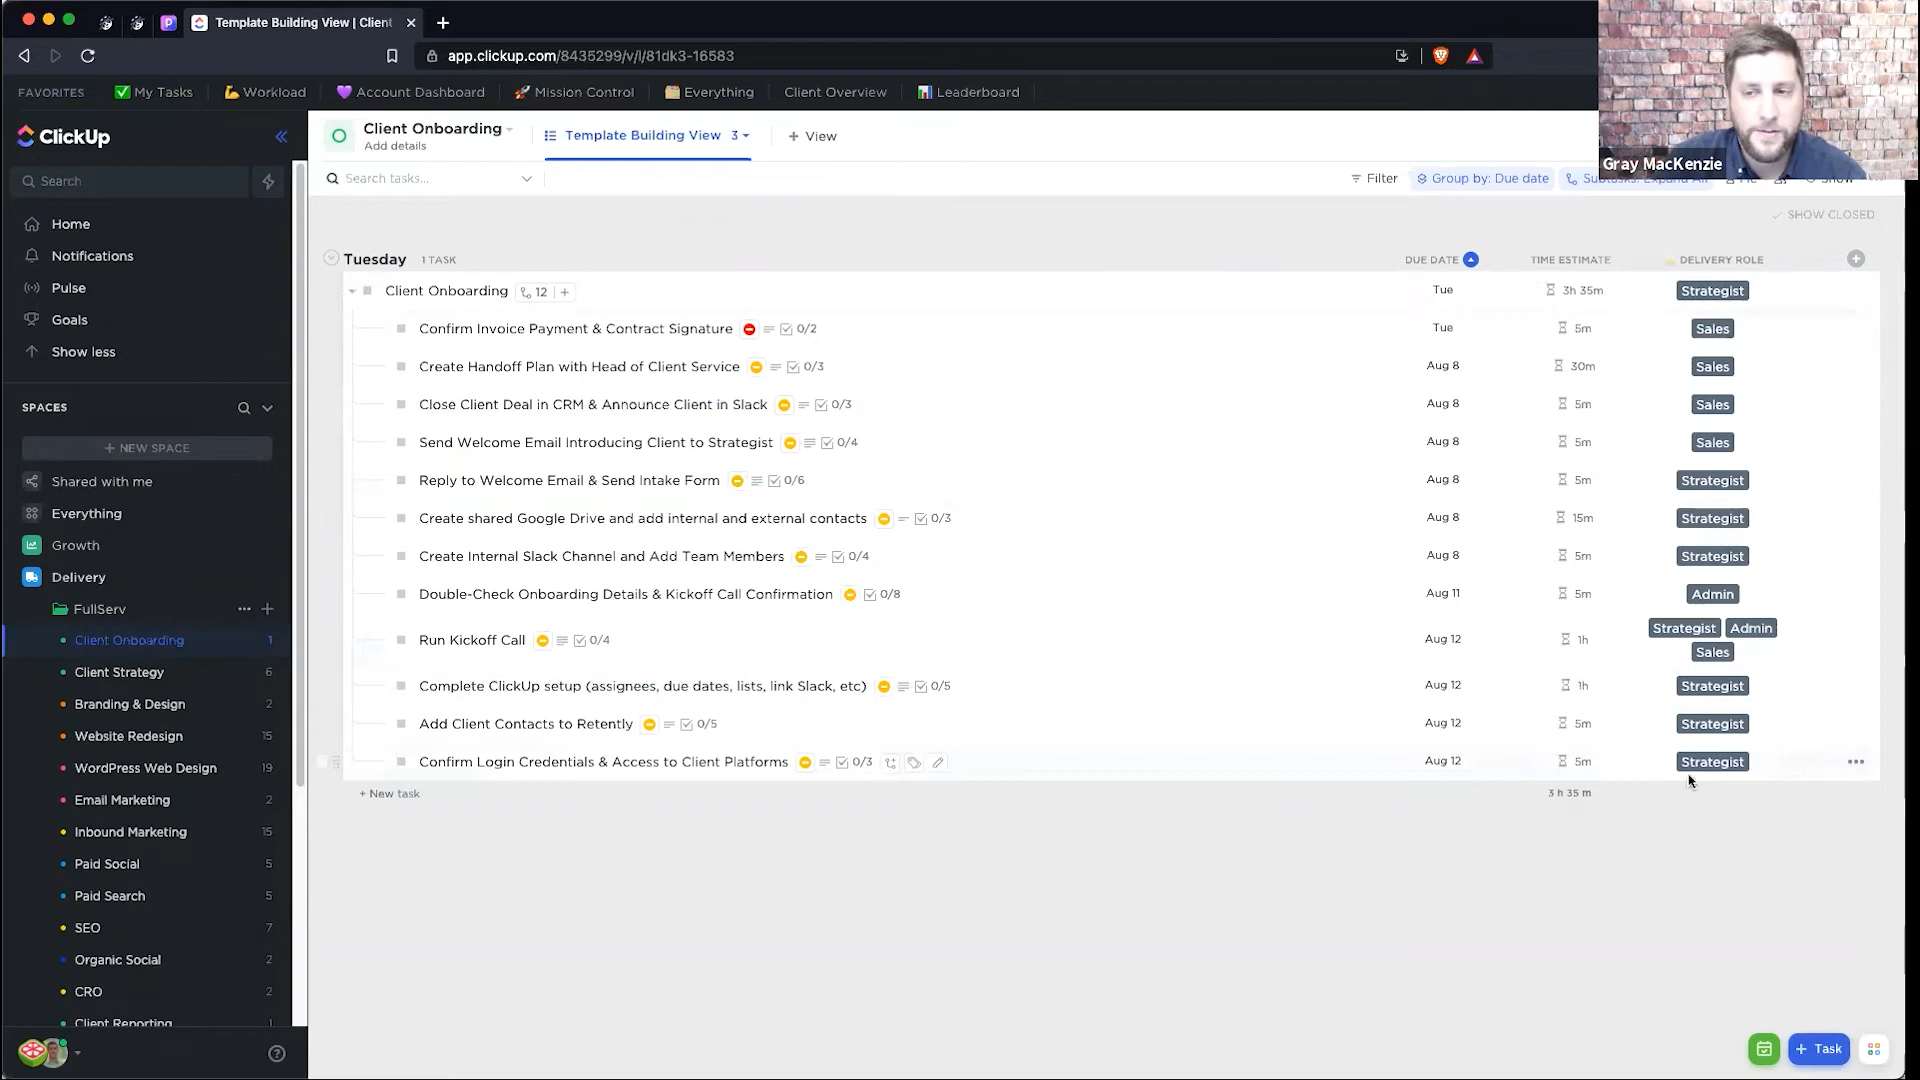 Template Building View | Client
app.clickup.com/8435299/v/l/81dk3-16583
FAVORITES My Tasks Workload Account Dashboard Mission Control Everything Client Overview Leaderboard
Gray MacKenzie
ClickUp
Search
Home
Notifications
Pulse
Goals
Show less
SPACES
+ NEW SPACE
Shared with me
Everything
Growth
Delivery
FullServ
Client Onboarding 1
Client Strategy 6
Branding & Design 2
Website Redesign 15
WordPress Web Design 19
Email Marketing 2
Inbound Marketing 15
Paid Social 5
Paid Search 5
SEO 7
Organic Social 2
CRO 2
Client Reporting 1
Client Onboarding
Add details
Template Building View 3
+ View
Search tasks...
Filter Group by: Due date Subtasks: Expand All Me Show
SHOW CLOSED
Tuesday 1 TASK DUE DATE TIME ESTIMATE DELIVERY ROLE
Client Onboarding 12 + Tue 3h 35m Strategist
Confirm Invoice Payment & Contract Signature 0/2 Tue 5m Sales
Create Handoff Plan with Head of Client Service 0/3 Aug 8 30m Sales
Close Client Deal in CRM & Announce Client in Slack 0/3 Aug 8 5m Sales
Send Welcome Email Introducing Client to Strategist 0/4 Aug 8 5m Sales
Reply to Welcome Email & Send Intake Form 0/6 Aug 8 5m Strategist
Create shared Google Drive and add internal and external contacts 0/3 Aug 8 15m Strategist
Create Internal Slack Channel and Add Team Members 0/4 Aug 8 5m Strategist
Double-Check Onboarding Details & Kickoff Call Confirmation 0/8 Aug 11 5m Admin
Run Kickoff Call 0/4 Aug 12 1h Strategist Admin
Sales
Complete ClickUp setup (assignees, due dates, lists, link Slack, etc) 0/5 Aug 12 1h Strategist
Add Client Contacts to Retently 0/5 Aug 12 5m Strategist
Confirm Login Credentials & Access to Client Platforms 0/3 Aug 12 5m Strategist
+ New task 3 h 35 m
+ Task